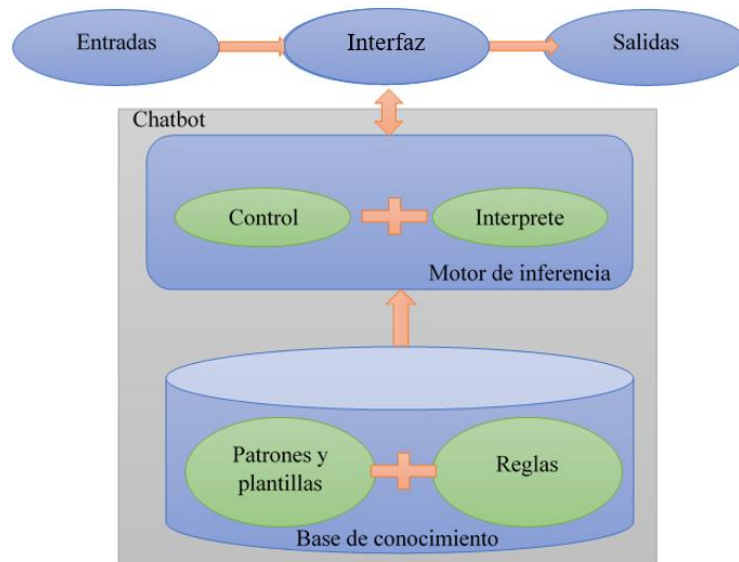 Entradas
Interfaz
Salidas
Chatbot
Control
Interprete
Motor de inferencia
Patrones y
plantillas
Reglas
Base de conocimiento